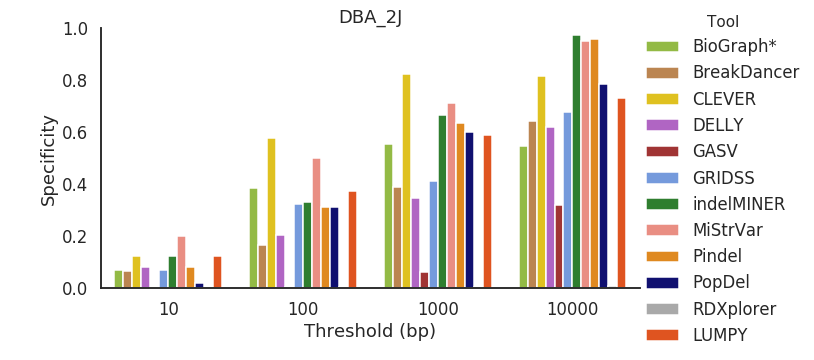 DBA_2J
Specificity
1.0
0.8
0.6
0.4
0.2
0.0
10 100 1000 10000
Threshold (bp)
Tool
BioGraph*
BreakDancer
CLEVER
DELLY
GASV
GRIDSS
indelMINER
MiStrVar
Pindel
PopDel
RDXplorer
LUMPY